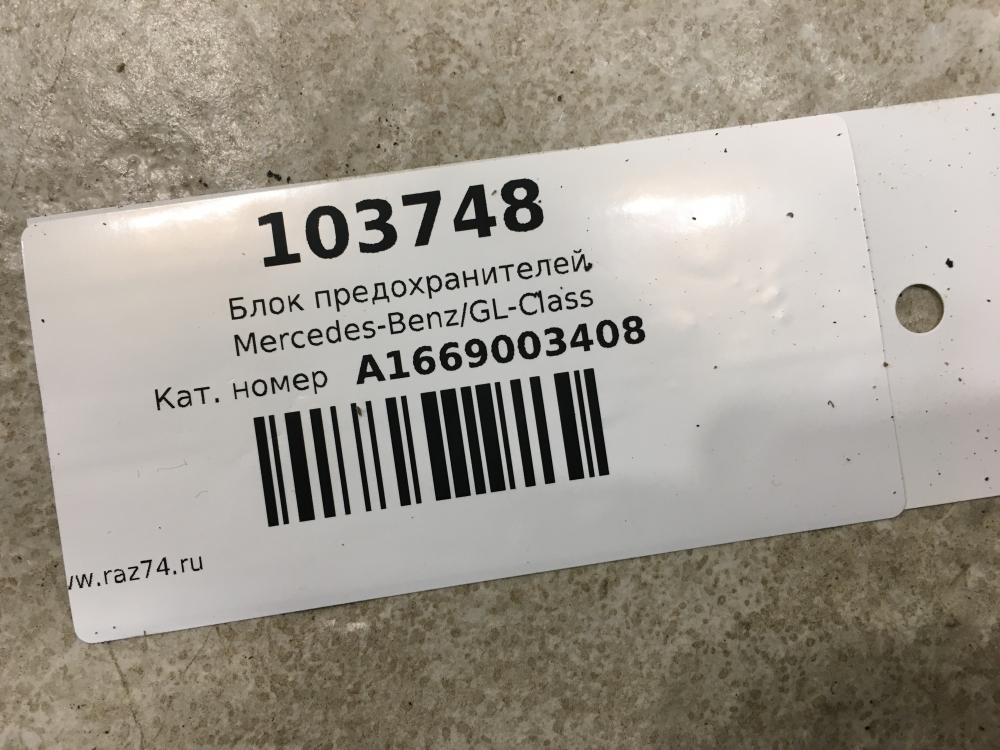 103748
Блок предохранителей
Mercedes-Benz/GL-Class
Кат. номер A1669003408
w.raz74.ru